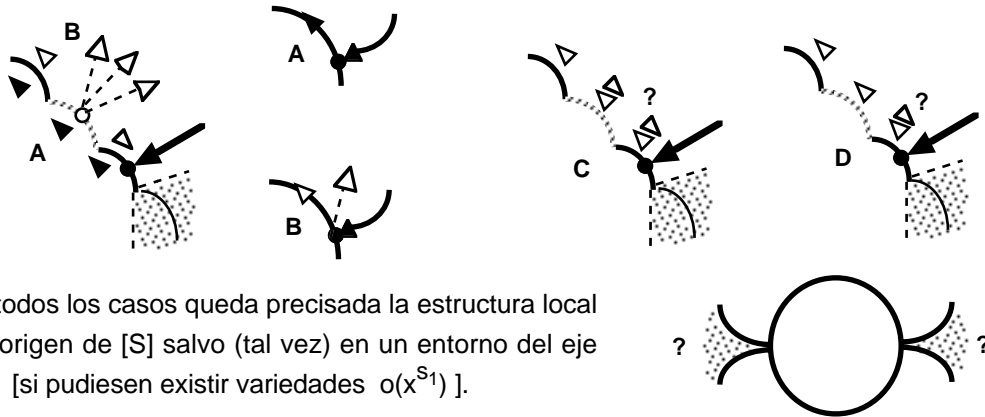 B
A
A
B
?
C
?
D
todos los casos queda precisada la estructura local
origen de [S] salvo (tal vez) en un entorno del eje
[si pudiesen existir variedades o(x^S1) ].
?
?